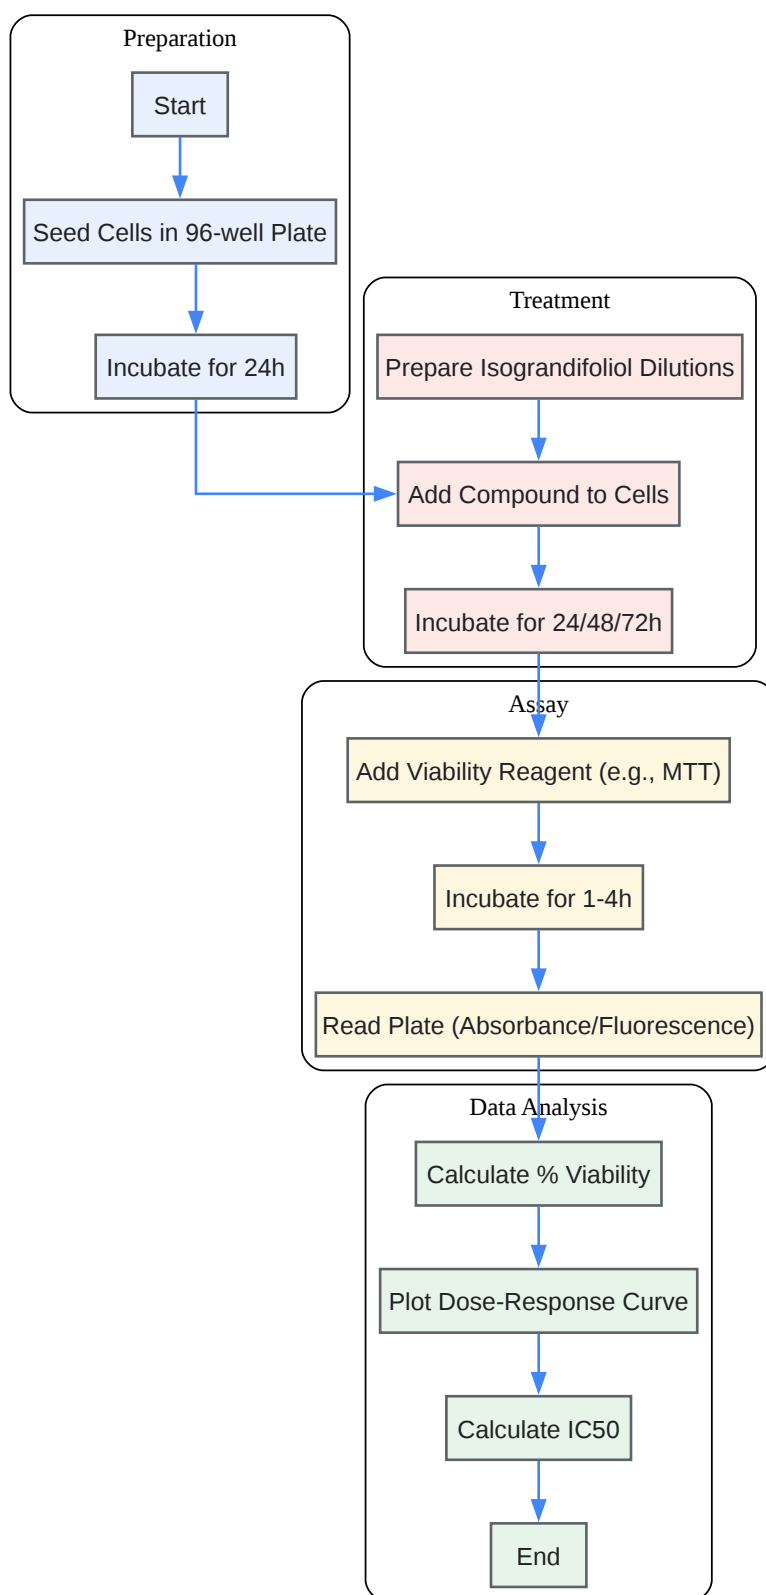 Preparation
Start
Seed Cells in 96-well Plate
Incubate for 24h
Treatment
Prepare Isograndifoliol Dilutions
Add Compound to Cells
Incubate for 24/48/72h
Assay
Add Viability Reagent (e.g., MTT)
Incubate for 1-4h
Read Plate (Absorbance/Fluorescence)
Data Analysis
Calculate % Viability
Plot Dose-Response Curve
Calculate IC50
End